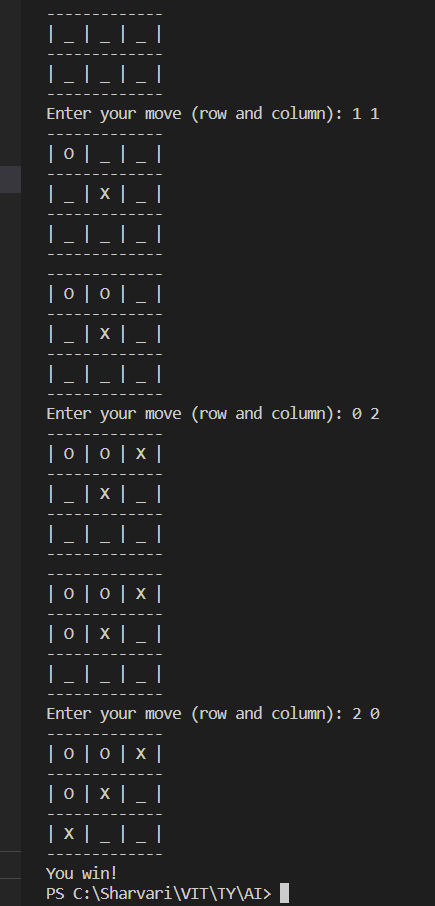 -------------
| _ | _ | _ |
-------------
| _ | _ | _ |
-------------
Enter your move (row and column): 1 1
-------------
| O | _ | _ |
-------------
| _ | X | _ |
-------------
| _ | _ | _ |
-------------
-------------
| O | O | _ |
-------------
| _ | X | _ |
-------------
| _ | _ | _ |
-------------
Enter your move (row and column): 0 2
-------------
| O | O | X |
-------------
| _ | X | _ |
-------------
| _ | _ | _ |
-------------
-------------
| O | O | X |
-------------
| O | X | _ |
-------------
| _ | _ | _ |
-------------
Enter your move (row and column): 2 0
-------------
| O | O | X |
-------------
| O | X | _ |
-------------
| X | _ | _ |
-------------
You win!
PS C:\Sharvari\VIT\TY\AI>